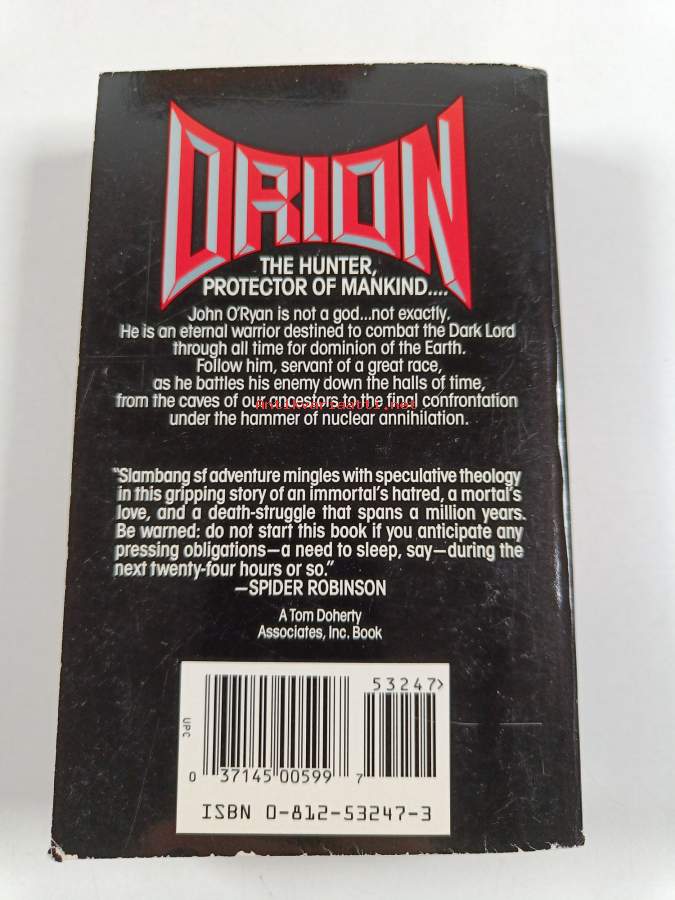 ORION
THE HUNTER,
PROTECTOR OF MANKIND....
John O'Ryan is not a god...not exactly.
He is an eternal warrior destined to combat the Dark Lord
through all time for dominion of the Earth.
Follow him, servant of a great race,
as he battles his enemy down the halls of time,
from the caves of our ancestors to the final confrontation
antikvariaatti.net
under the hammer of nuclear annihilation.
"Slambang sf adventure mingles with speculative theology
in this gripping story of an immortal's hatred, a mortal's
love, and a death-struggle that spans a million years.
Be warned: do not start this book if you anticipate any
pressing obligations—a need to sleep, say—during the
next twenty-four hours or so."
—SPIDER ROBINSON
A Tom Doherty
Associates, Inc. Book
53247>
UPC
0 37145 00599 7
ISBN 0-812-53247-3